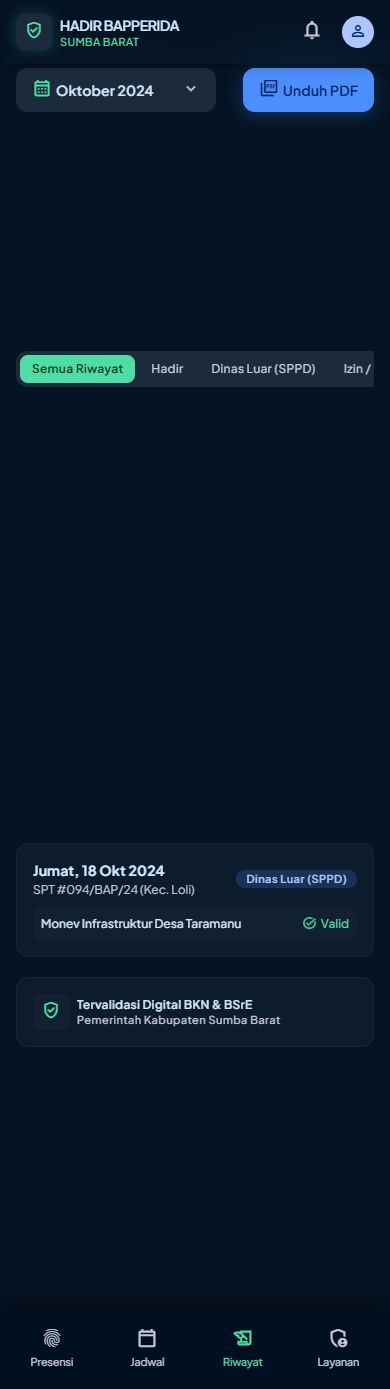 HADIR BAPPERIDA
SUMBA BARAT
Oktober 2024
PDF
Unduh PDF
Semua Riwayat
Hadir
Dinas Luar (SPPD)
Izin /
Jumat, 18 Okt 2024
Dinas Luar (SPPD)
SPT #094/BAP/24 (Kec. Loli)
Monev Infrastruktur Desa Taramanu
Valid
Tervalidasi Digital BKN & BSrE
Pemerintah Kabupaten Sumba Barat
Presensi
Jadwal
Riwayat
Layanan